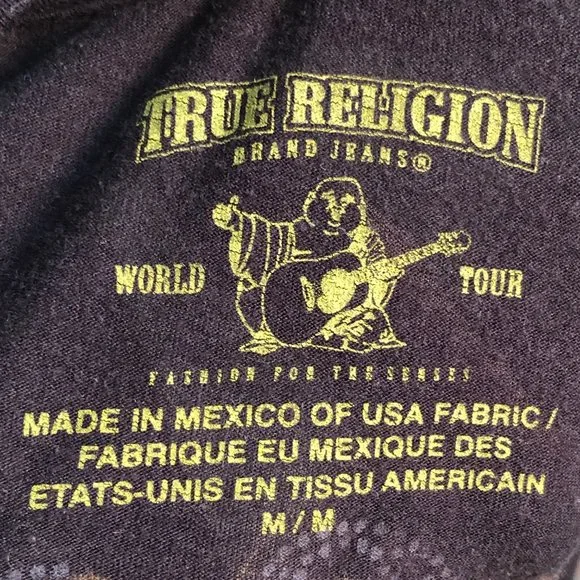 TRUE RELIGION
BRAND JEANS®
WORLD TOUR
FASHION FOR THE SENSES
MADE IN MEXICO OF USA FABRIC /
FABRIQUE EU MEXIQUE DES
ETATS-UNIS EN TISSU AMERICAIN
M / M